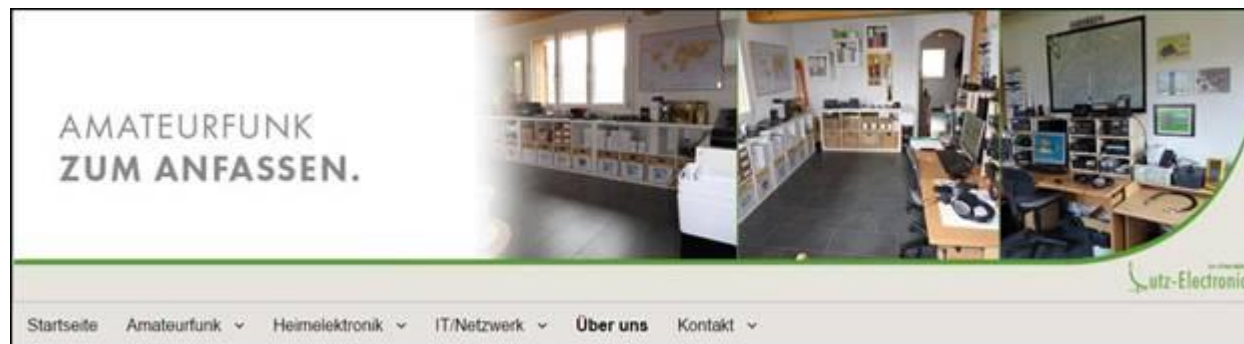 AMATEURFUNK
ZUM ANFASSEN.
utz-Electronic
Startseite Amateurfunk Heimelektronik IT/Netzwerk Über uns Kontakt